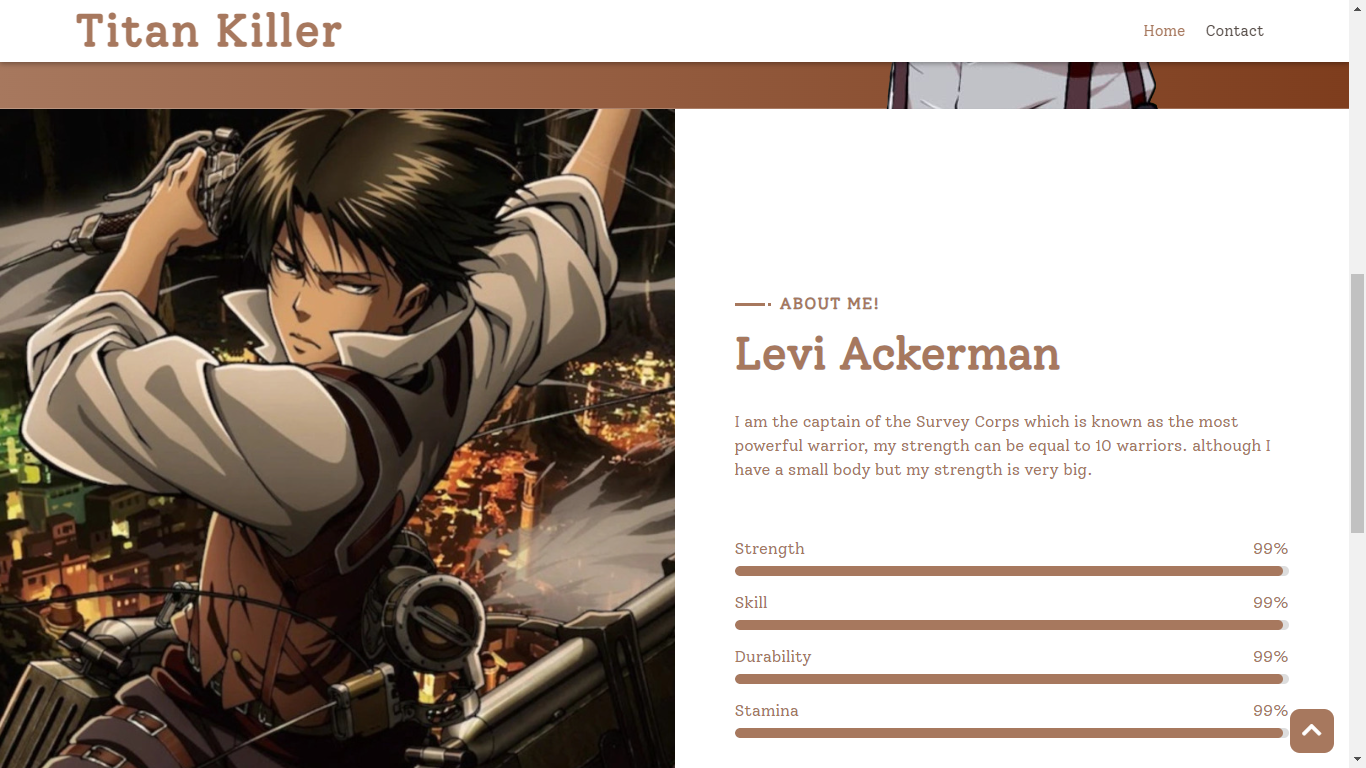 Titan Killer
Home Contact
ABOUT ME!
Levi Ackerman
I am the captain of the Survey Corps which is known as the most
powerful warrior, my strength can be equal to 10 warriors. although I
have a small body but my strength is very big.
Strength 99%
Skill 99%
Durability 99%
Stamina 99%